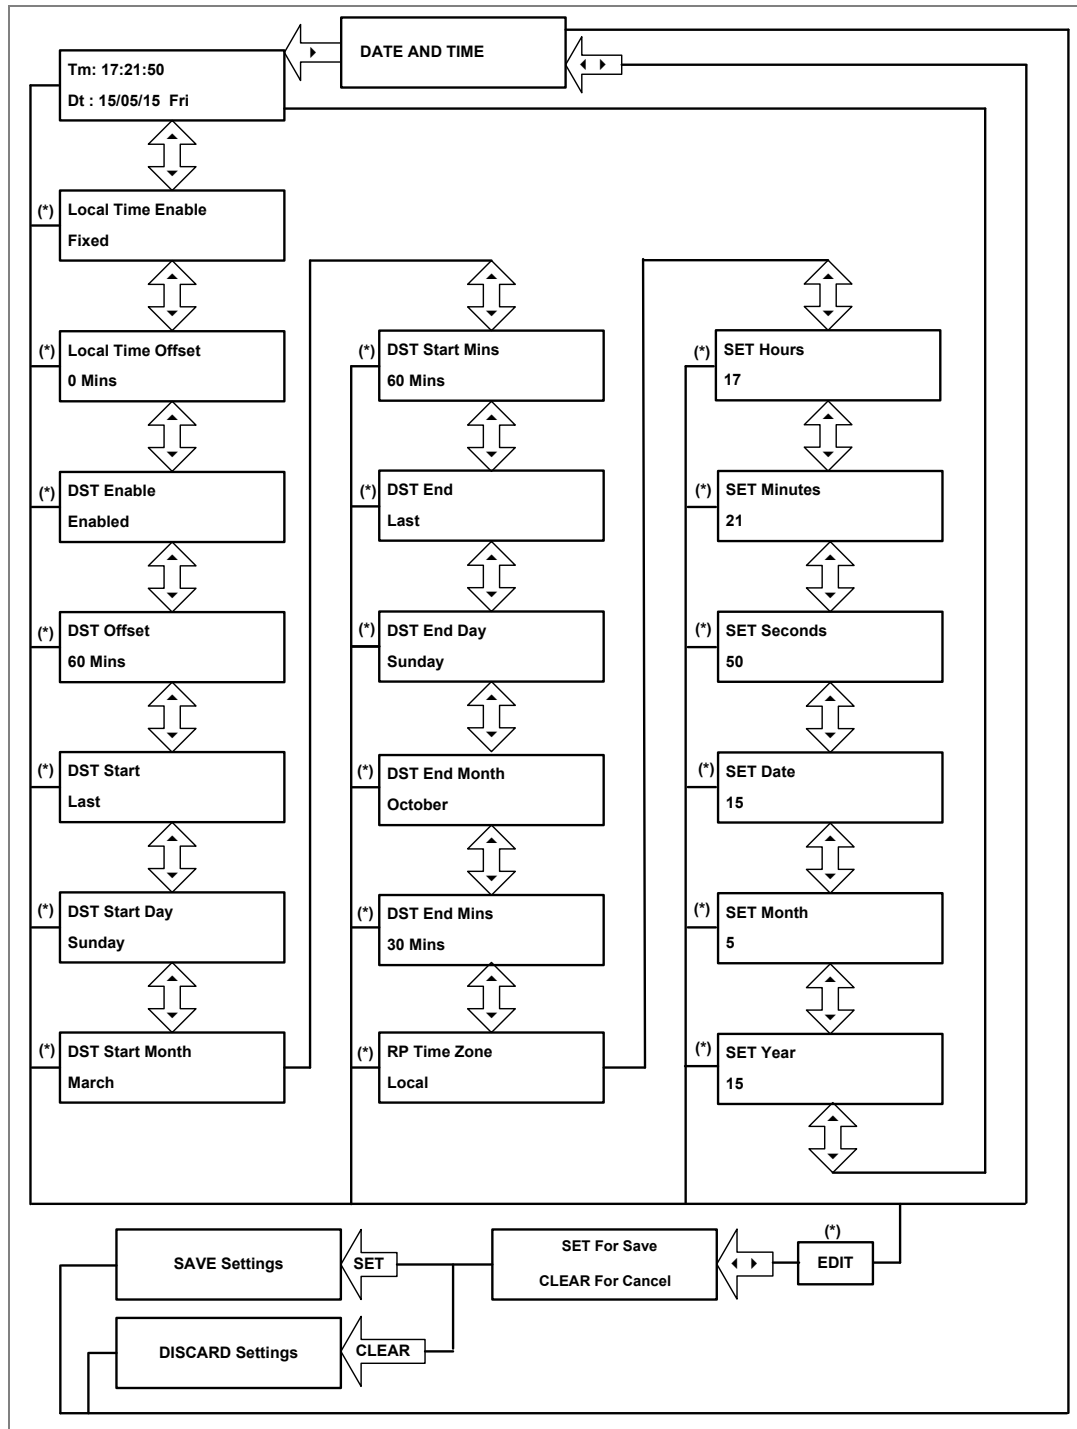 DATE AND TIME
Tm: 17:21:50
Dt : 15/05/15 Fri
(*)
Local Time Enable
Fixed
(*)
Local Time Offset
0 Mins
(*)
DST Enable
Enabled
(*)
DST Offset
60 Mins
(*)
DST Start
Last
(*)
DST Start Day
Sunday
(*)
DST Start Month
March
(*)
DST Start Mins
60 Mins
(*)
DST End
Last
(*)
DST End Day
Sunday
(*)
DST End Month
October
(*)
DST End Mins
30 Mins
(*)
RP Time Zone
Local
(*)
SET Hours
17
(*)
SET Minutes
21
(*)
SET Seconds
50
(*)
SET Date
15
(*)
SET Month
5
(*)
SET Year
15
(*)
EDIT
SET For Save
CLEAR For Cancel
SET
SAVE Settings
CLEAR
DISCARD Settings